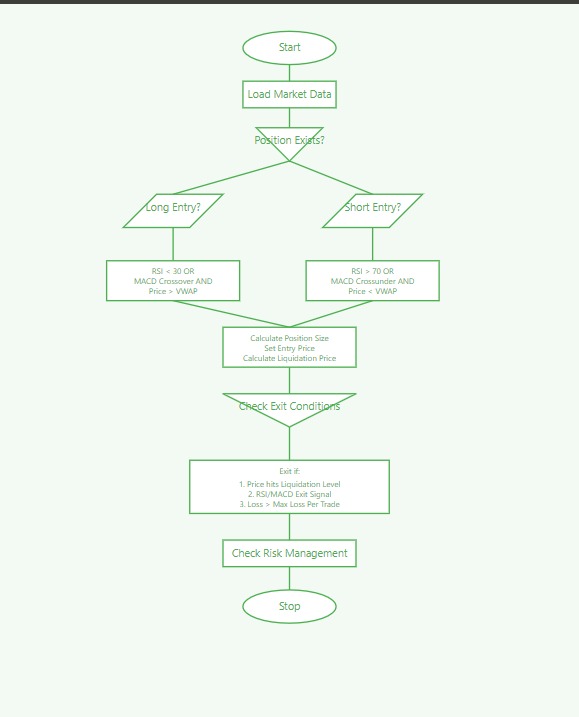 Start
Load Market Data
Position Exists?
Long Entry?
Short Entry?
RSI < 30 OR
MACD Crossover AND
Price > VWAP
RSI > 70 OR
MACD Crossunder AND
Price < VWAP
Calculate Position Size
Set Entry Price
Calculate Liquidation Price
Check Exit Conditions
Exit if:
1. Price hits Liquidation Level
2. RSI/MACD Exit Signal
3. Loss > Max Loss Per Trade
Check Risk Management
Stop